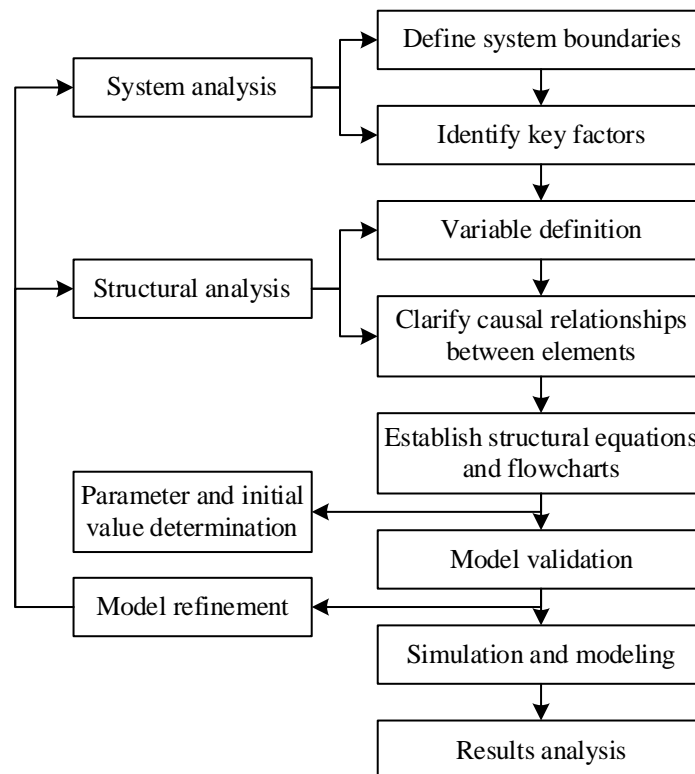 Define system boundaries
System analysis
Identify key factors
Variable definition
Structural analysis
Clarify causal relationships
between elements
Establish structural equations
and flowcharts
Parameter and initial
value determination
Model validation
Model refinement
Simulation and modeling
Results analysis